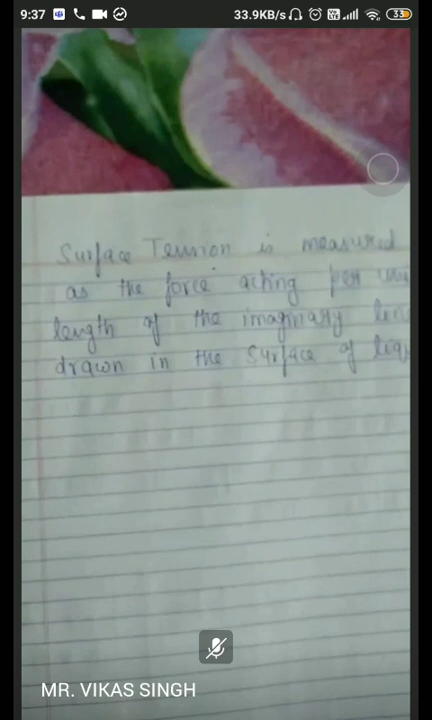 9:37
33.9KB/s
33
Surface Tension is measured
as the force acting per
length of the imaginary
drawn in the Surface of
MR. VIKAS SINGH